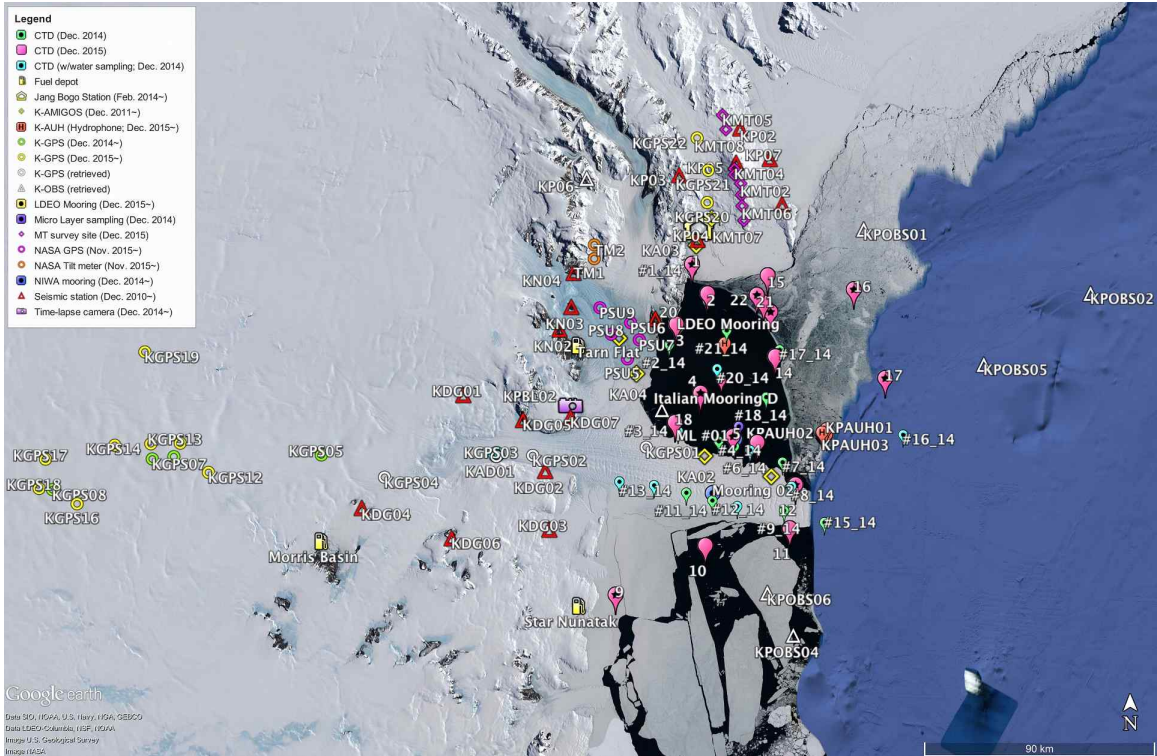 Legend
CTD (Dec. 2014)
CTD (Dec. 2015)
CTD (w/water sampling; Dec. 2014)
Fuel depot
Jang Bogo Station (Feb. 2014~)
K-AMIGOS (Dec. 2011~)
K-AUH (Hydrophone; Dec. 2015~)
K-GPS (Dec. 2014~)
K-GPS (Dec. 2015~)
K-GPS (retrieved)
K-OBS (retrieved)
LDEO Mooring (Dec. 2015~)
Micro Layer sampling (Dec. 2014)
MT survey site (Dec. 2015)
NASA GPS (Nov. 2015~)
NASA Tilt meter (Nov. 2015~)
NIWA mooring (Dec. 2014~)
Seismic station (Dec. 2010~)
Time-lapse camera (Dec. 2014~)
KMT05
KP02
KGPS22
KMT08
KP07
KP05
KMT04
KP06
KP03
KGPS21
KMT02
KMT06
KGPS20
KP04
KMT07
KPOBS01
TM2
KA03
#1_14
1
TM1
KN04
15
16
2
22
21
KPOBS02
PSU9
20
PSU6
LDEO Mooring
KN03
PSU8
3
KN02
Tarn Flat
PSU7
#21_14
#17_14
KGPS19
#2_14
14
KPOBS05
PSU5
#20_14
17
4
KDG01
KPBL02
KA04
Italian Mooring D
KDG05
KDG07
#18_14
18
#3_14
KPAUH01
ML #01
5
KPAUH02
KGPS14
KGPS13
KPAUH03
#16_14
KGPS05
KGPS03
KGPS01
#4_14
KGPS17
KGPS07
KGPS02
#6_14
#7_14
KGPS12
KAD01
KGPS04
KDG02
KA02
KGPS18
KGPS08
#13_14
Mooring 02
#8_14
KGPS16
#11_14
#12_14
12
KDG04
#15_14
KDG03
#9_14
11
KDG06
Morris Basin
10
9
KPOBS06
Star Nunatak
KPOBS04
Google earth
Data SIO, NOAA, U.S. Navy, NGA, GEBCO
Data LDEO-Columbia, NSF, NOAA
Image U.S. Geological Survey
Image NASA
N
90 km